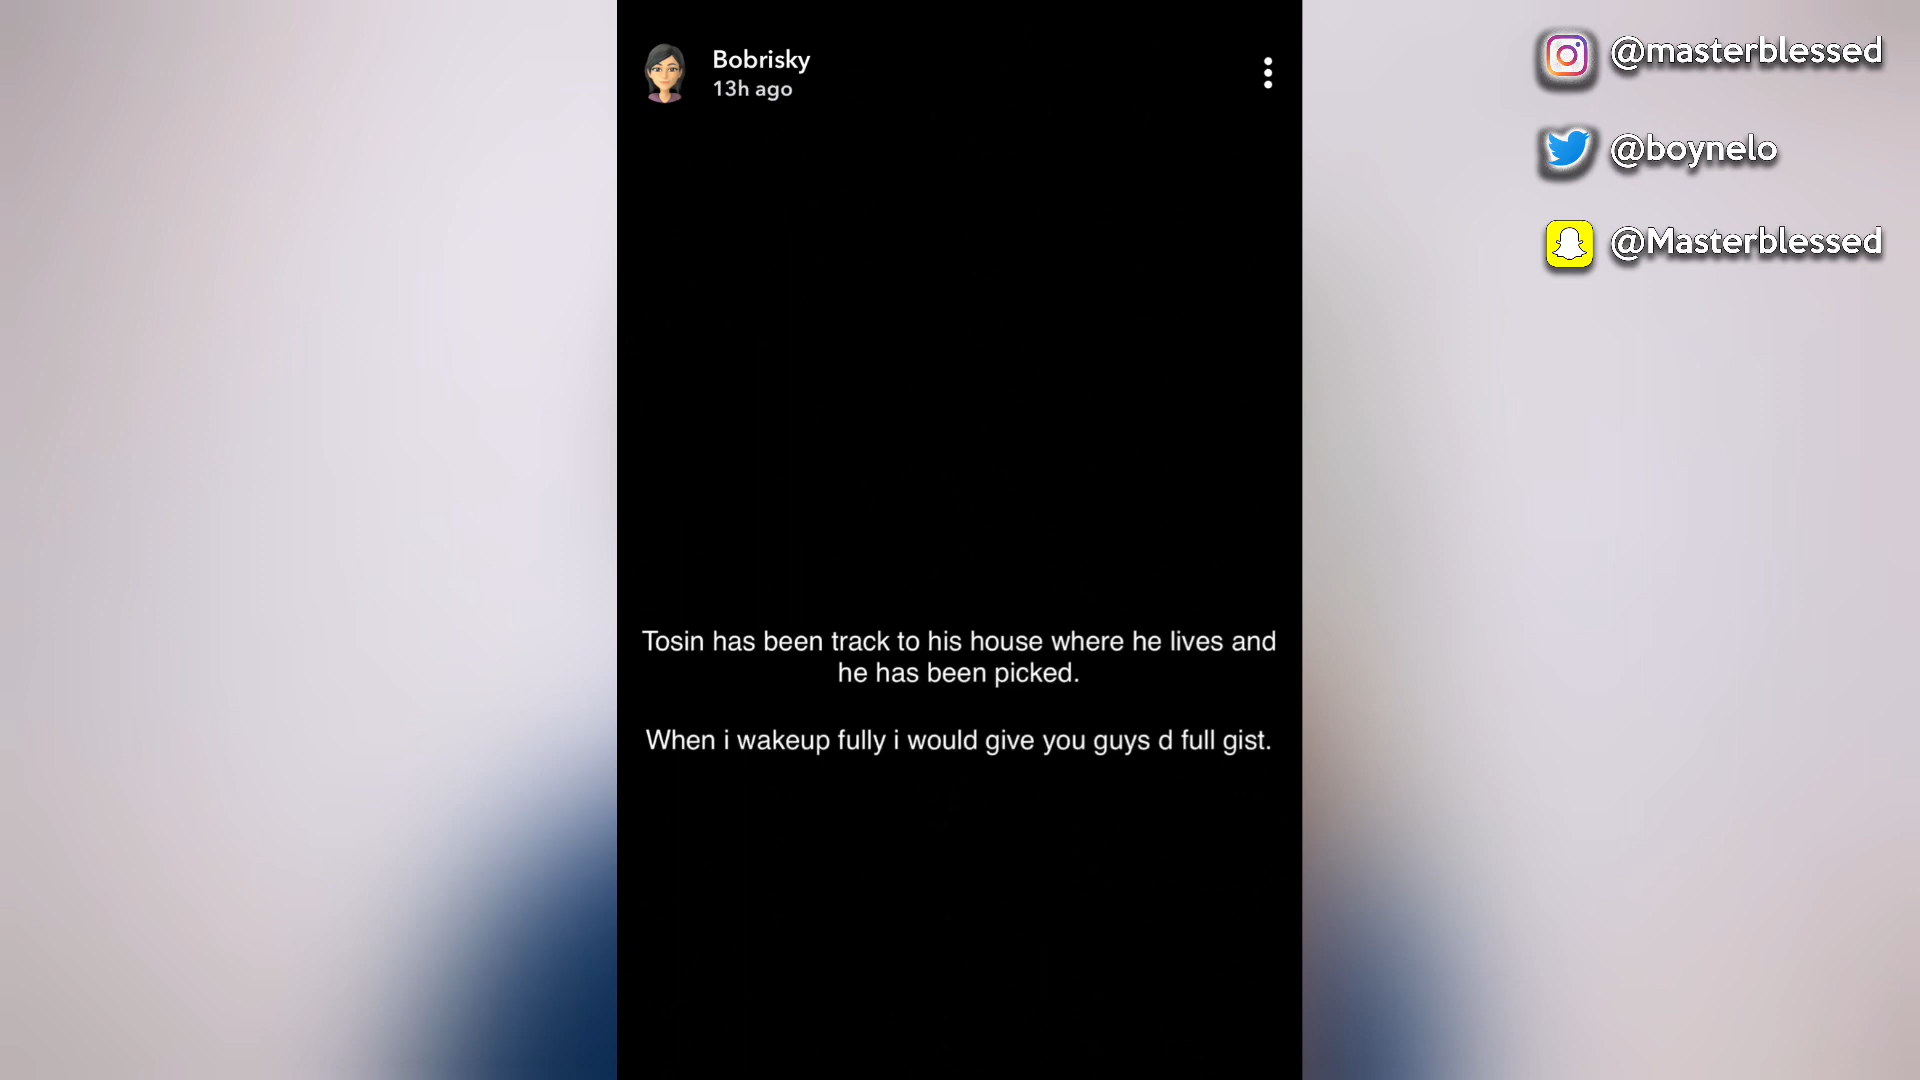 Bobrisky
13h ago
Tosin has been track to his house where he lives and
he has been picked.
When i wakeup fully i would give you guys d full gist.
@masterblessed
@boynelo
@Masterblessed